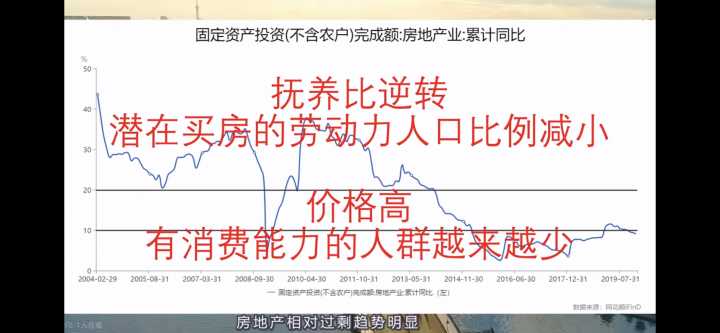 固定资产投资(不含农户)完成额:房地产业:累计同比
%
50
40
抚养比逆转
潜在买房的劳动力人口比例减小
30
20
价格高
10
有消费能力的人群越来越少
0
2004-02-29 2005-08-31 2007-03-31 2008-09-30 2010-04-30 2011-10-31 2013-05-31 2014-11-30 2016-06-30 2017-12-31 2019-07-31
固定资产投资(不含农户)完成额:房地产业:累计同比（左）
数据来源：同花顺iFinD
房地产相对过剩趋势明显
1人在看